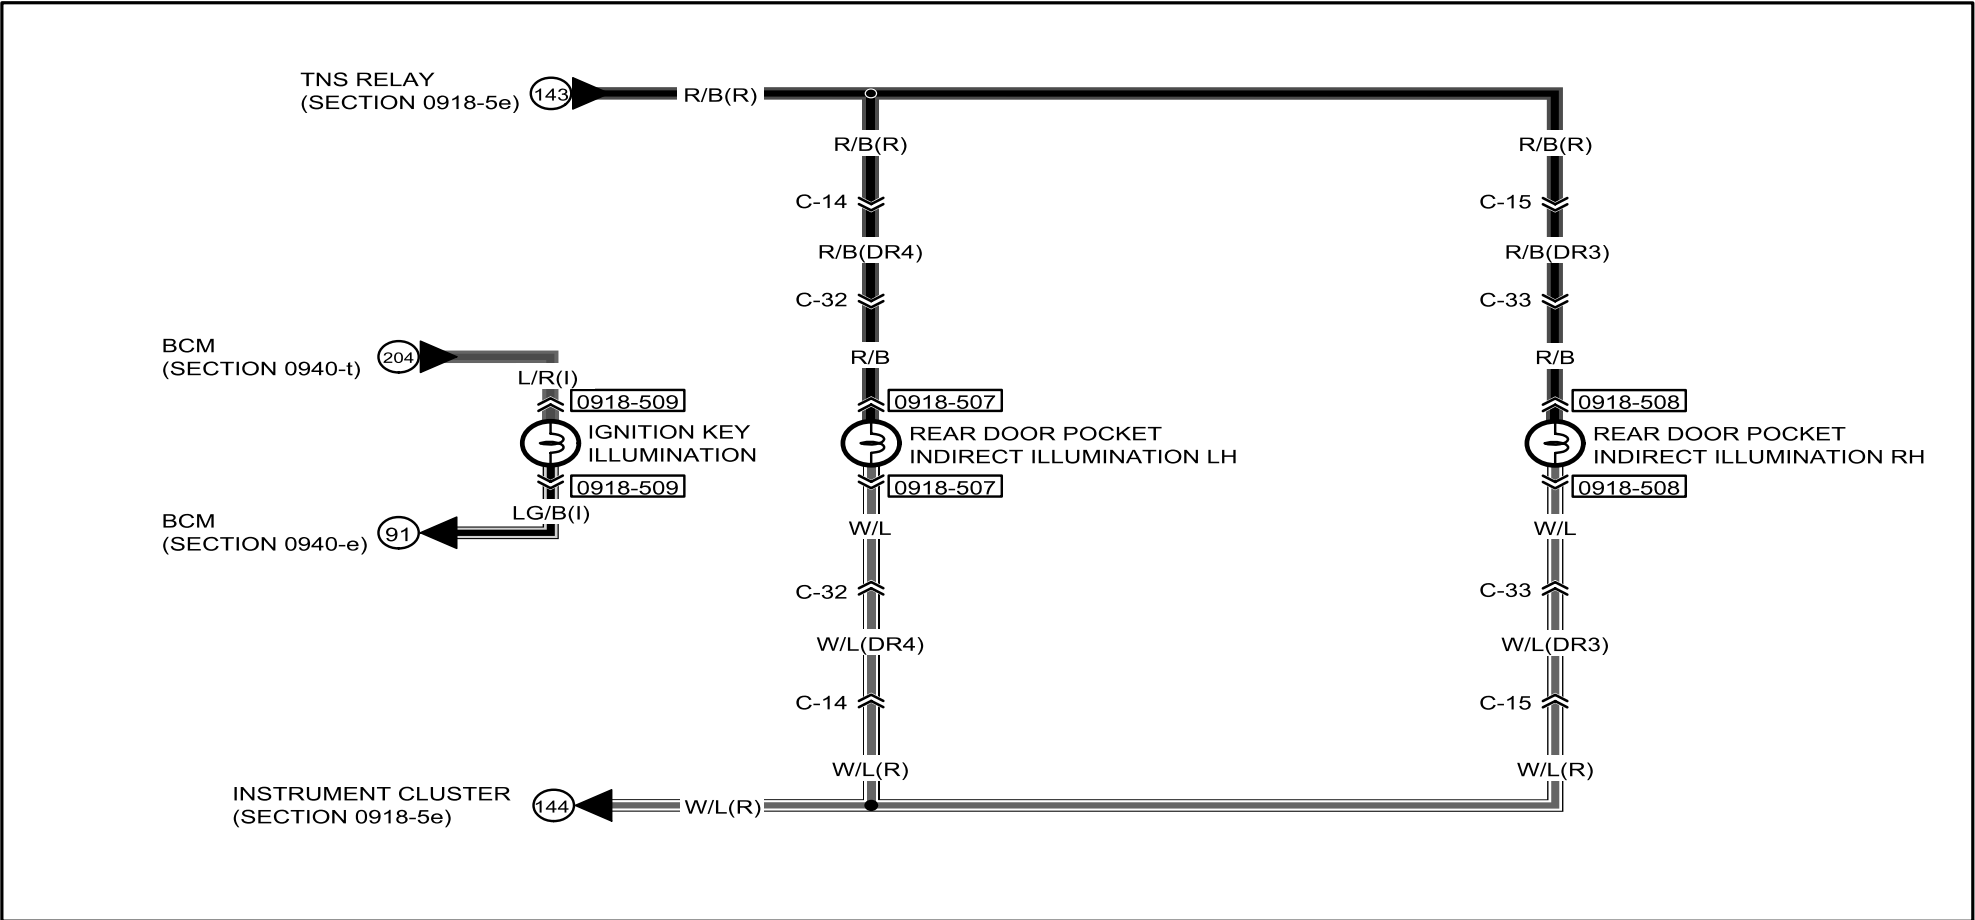 TNS RELAY
(SECTION 0918-5e)
143
R/B(R)
R/B(R)
R/B(R)
C-14
C-15
R/B(DR4)
R/B(DR3)
C-32
C-33
BCM
(SECTION 0940-t)
204
L/R(I)
R/B
R/B
0918-509
0918-507
0918-508
IGNITION KEY
ILLUMINATION
REAR DOOR POCKET
INDIRECT ILLUMINATION LH
REAR DOOR POCKET
INDIRECT ILLUMINATION RH
0918-509
0918-507
0918-508
LG/B(I)
BCM
(SECTION 0940-e)
91
W/L
W/L
C-32
C-33
W/L(DR4)
W/L(DR3)
C-14
C-15
W/L(R)
W/L(R)
INSTRUMENT CLUSTER
(SECTION 0918-5e)
144
W/L(R)